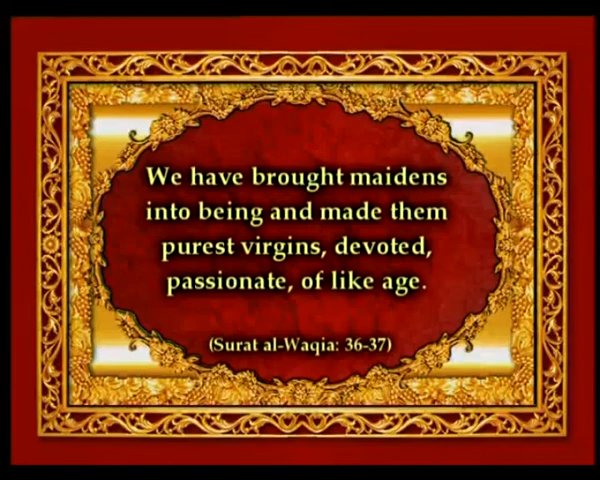 We have brought maidens
into being and made them
purest virgins, devoted,
passionate, of like age.
(Surat al-Waqia: 36-37)